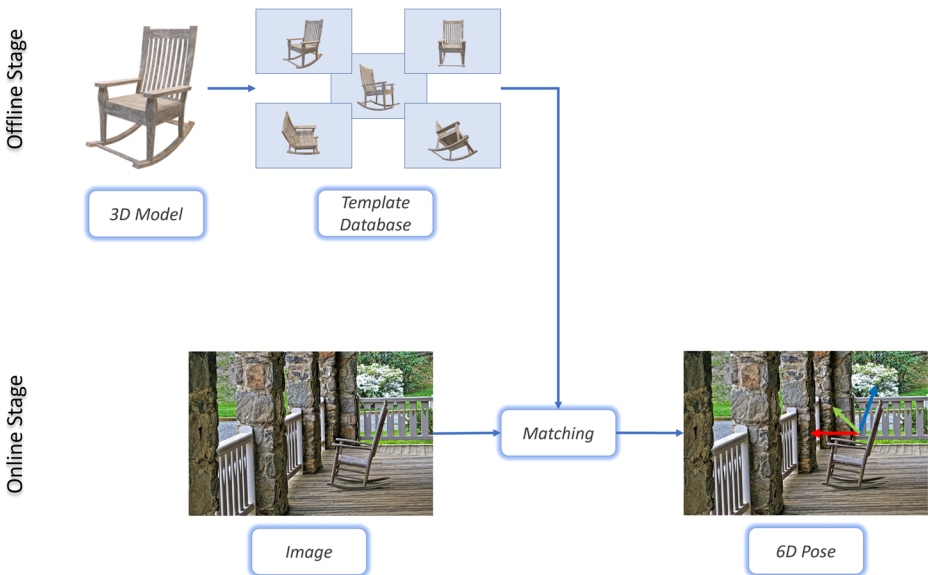 Offline Stage
3D Model
Template
Database
Online Stage
Matching
Image
6D Pose